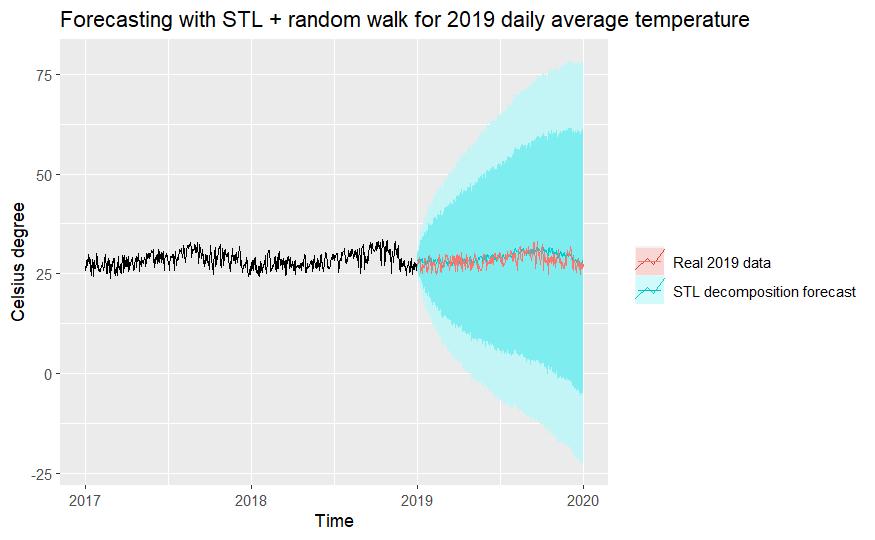 Forecasting with STL + random walk for 2019 daily average temperature
75
50
25
0
-25
Celsius degree
2017
2018
2019
2020
Time
Real 2019 data
STL decomposition forecast